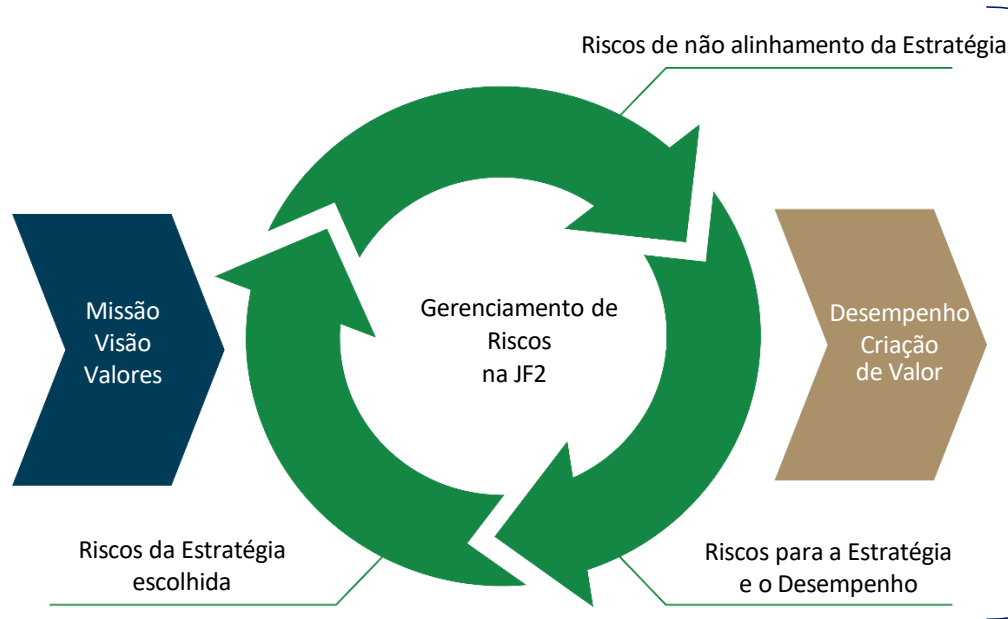 Riscos de não alinhamento da Estratégia
Missão
Visão
Valores
Gerenciamento de
Riscos
na JF2
Desempenho
Criação
de Valor
Riscos da Estratégia
escolhida
Riscos para a Estratégia
e o Desempenho